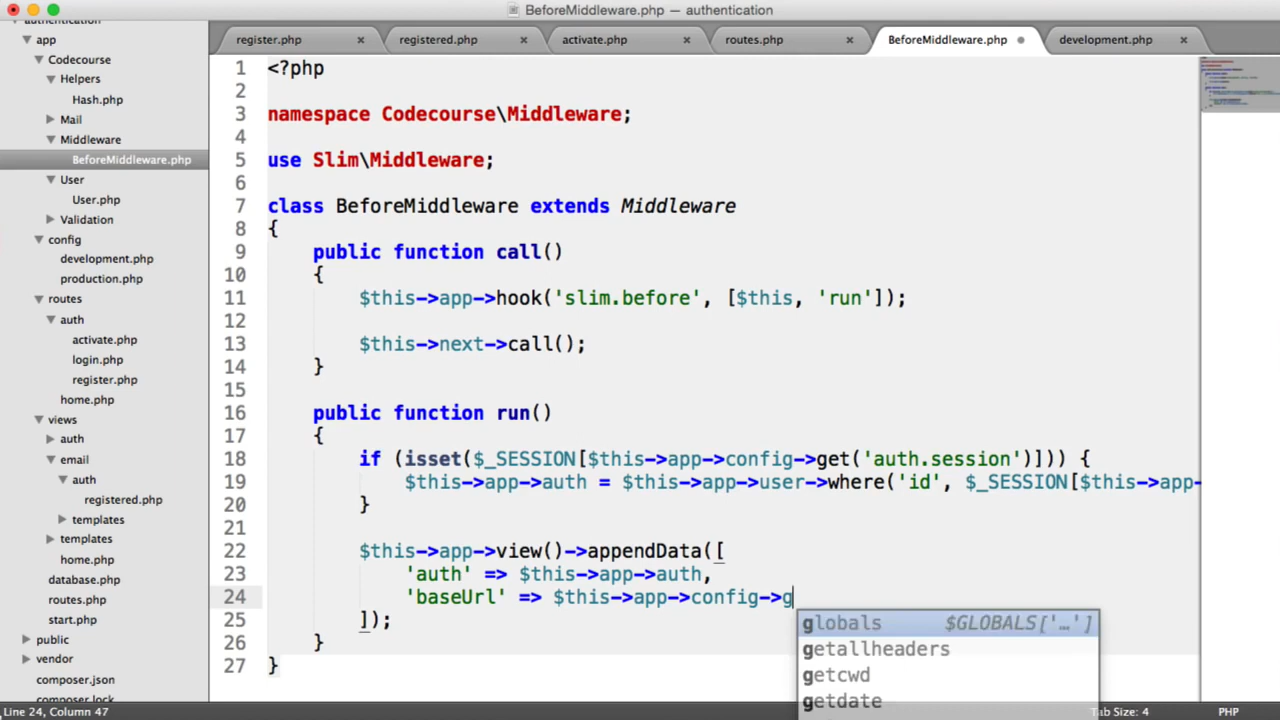 BeforeMiddleware.php — authentication
authentication
app
Codecourse
Helpers
Hash.php
Mail
Middleware
BeforeMiddleware.php
User
User.php
Validation
config
development.php
production.php
routes
auth
activate.php
login.php
register.php
home.php
views
auth
email
auth
registered.php
templates
templates
home.php
database.php
routes.php
start.php
public
vendor
composer.json
composer.lock
register.php × registered.php × activate.php × routes.php × BeforeMiddleware.php development.php ×
1 <?php
2
3 namespace Codecourse\Middleware;
4
5 use Slim\Middleware;
6
7 class BeforeMiddleware extends Middleware
8 {
9 public function call()
10 {
11 $this->app->hook('slim.before', [$this, 'run']);
12
13 $this->next->call();
14 }
15
16 public function run()
17 {
18 if (isset($_SESSION[$this->app->config->get('auth.session')])) {
19 $this->app->auth = $this->app->user->where('id', $_SESSION[$this->app-
20 }
21
22 $this->app->view()->appendData([
23 'auth' => $this->app->auth,
24 'baseUrl' => $this->app->config->g
25 ]);
26 }
27 }
globals $GLOBALS['…']
getallheaders
getcwd
getdate
Line 24, Column 47 Tab Size: 4 PHP